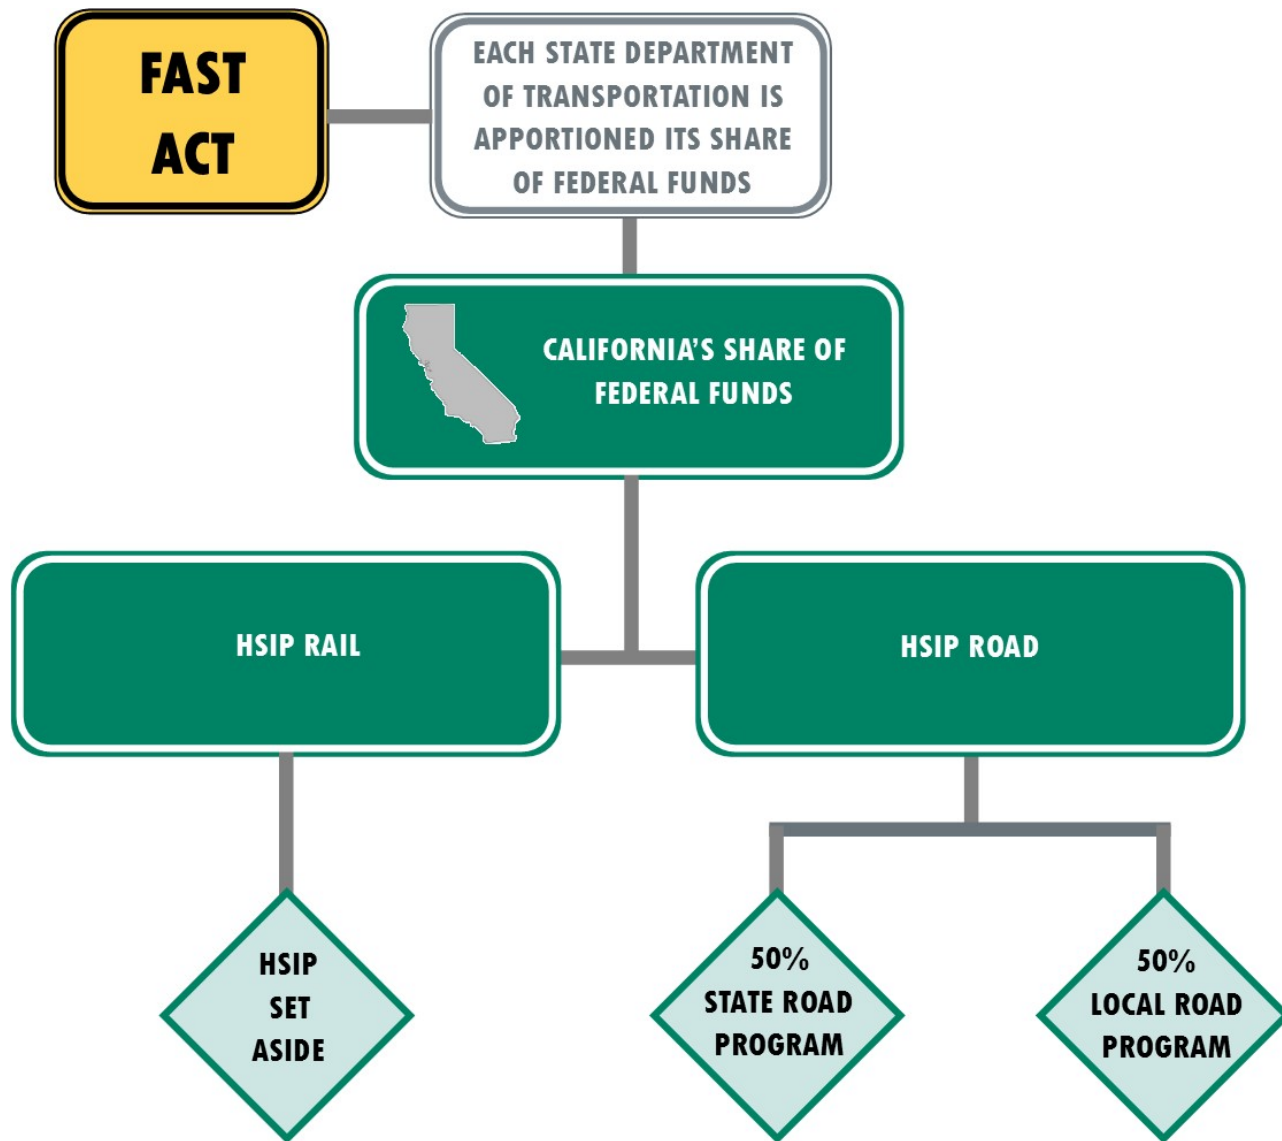 FAST
ACT
EACH STATE DEPARTMENT
OF TRANSPORTATION IS
APPORTIONED ITS SHARE
OF FEDERAL FUNDS
CALIFORNIA’S SHARE OF
FEDERAL FUNDS
HSIP RAIL
HSIP ROAD
HSIP
SET
ASIDE
50%
STATE ROAD
PROGRAM
50%
LOCAL ROAD
PROGRAM